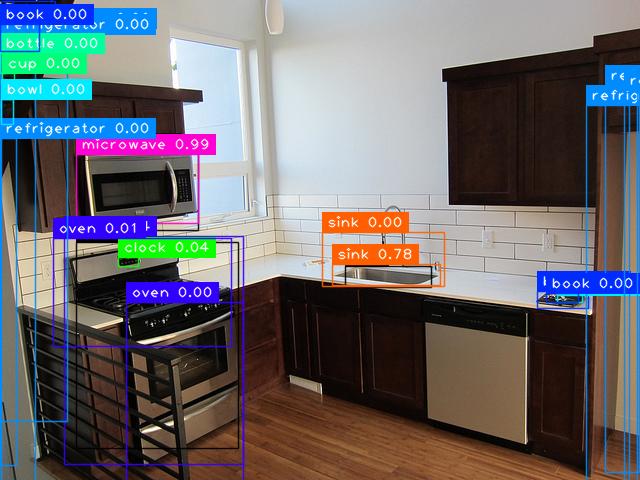 book 0.00
refrigerator 0.00
bottle 0.00
cup 0.00
bowl 0.00
refrigerator 0.00
microwave 0.99
oven 0.01
clock 0.04
oven 0.00
sink 0.00
sink 0.78
book 0.00
re
refrig